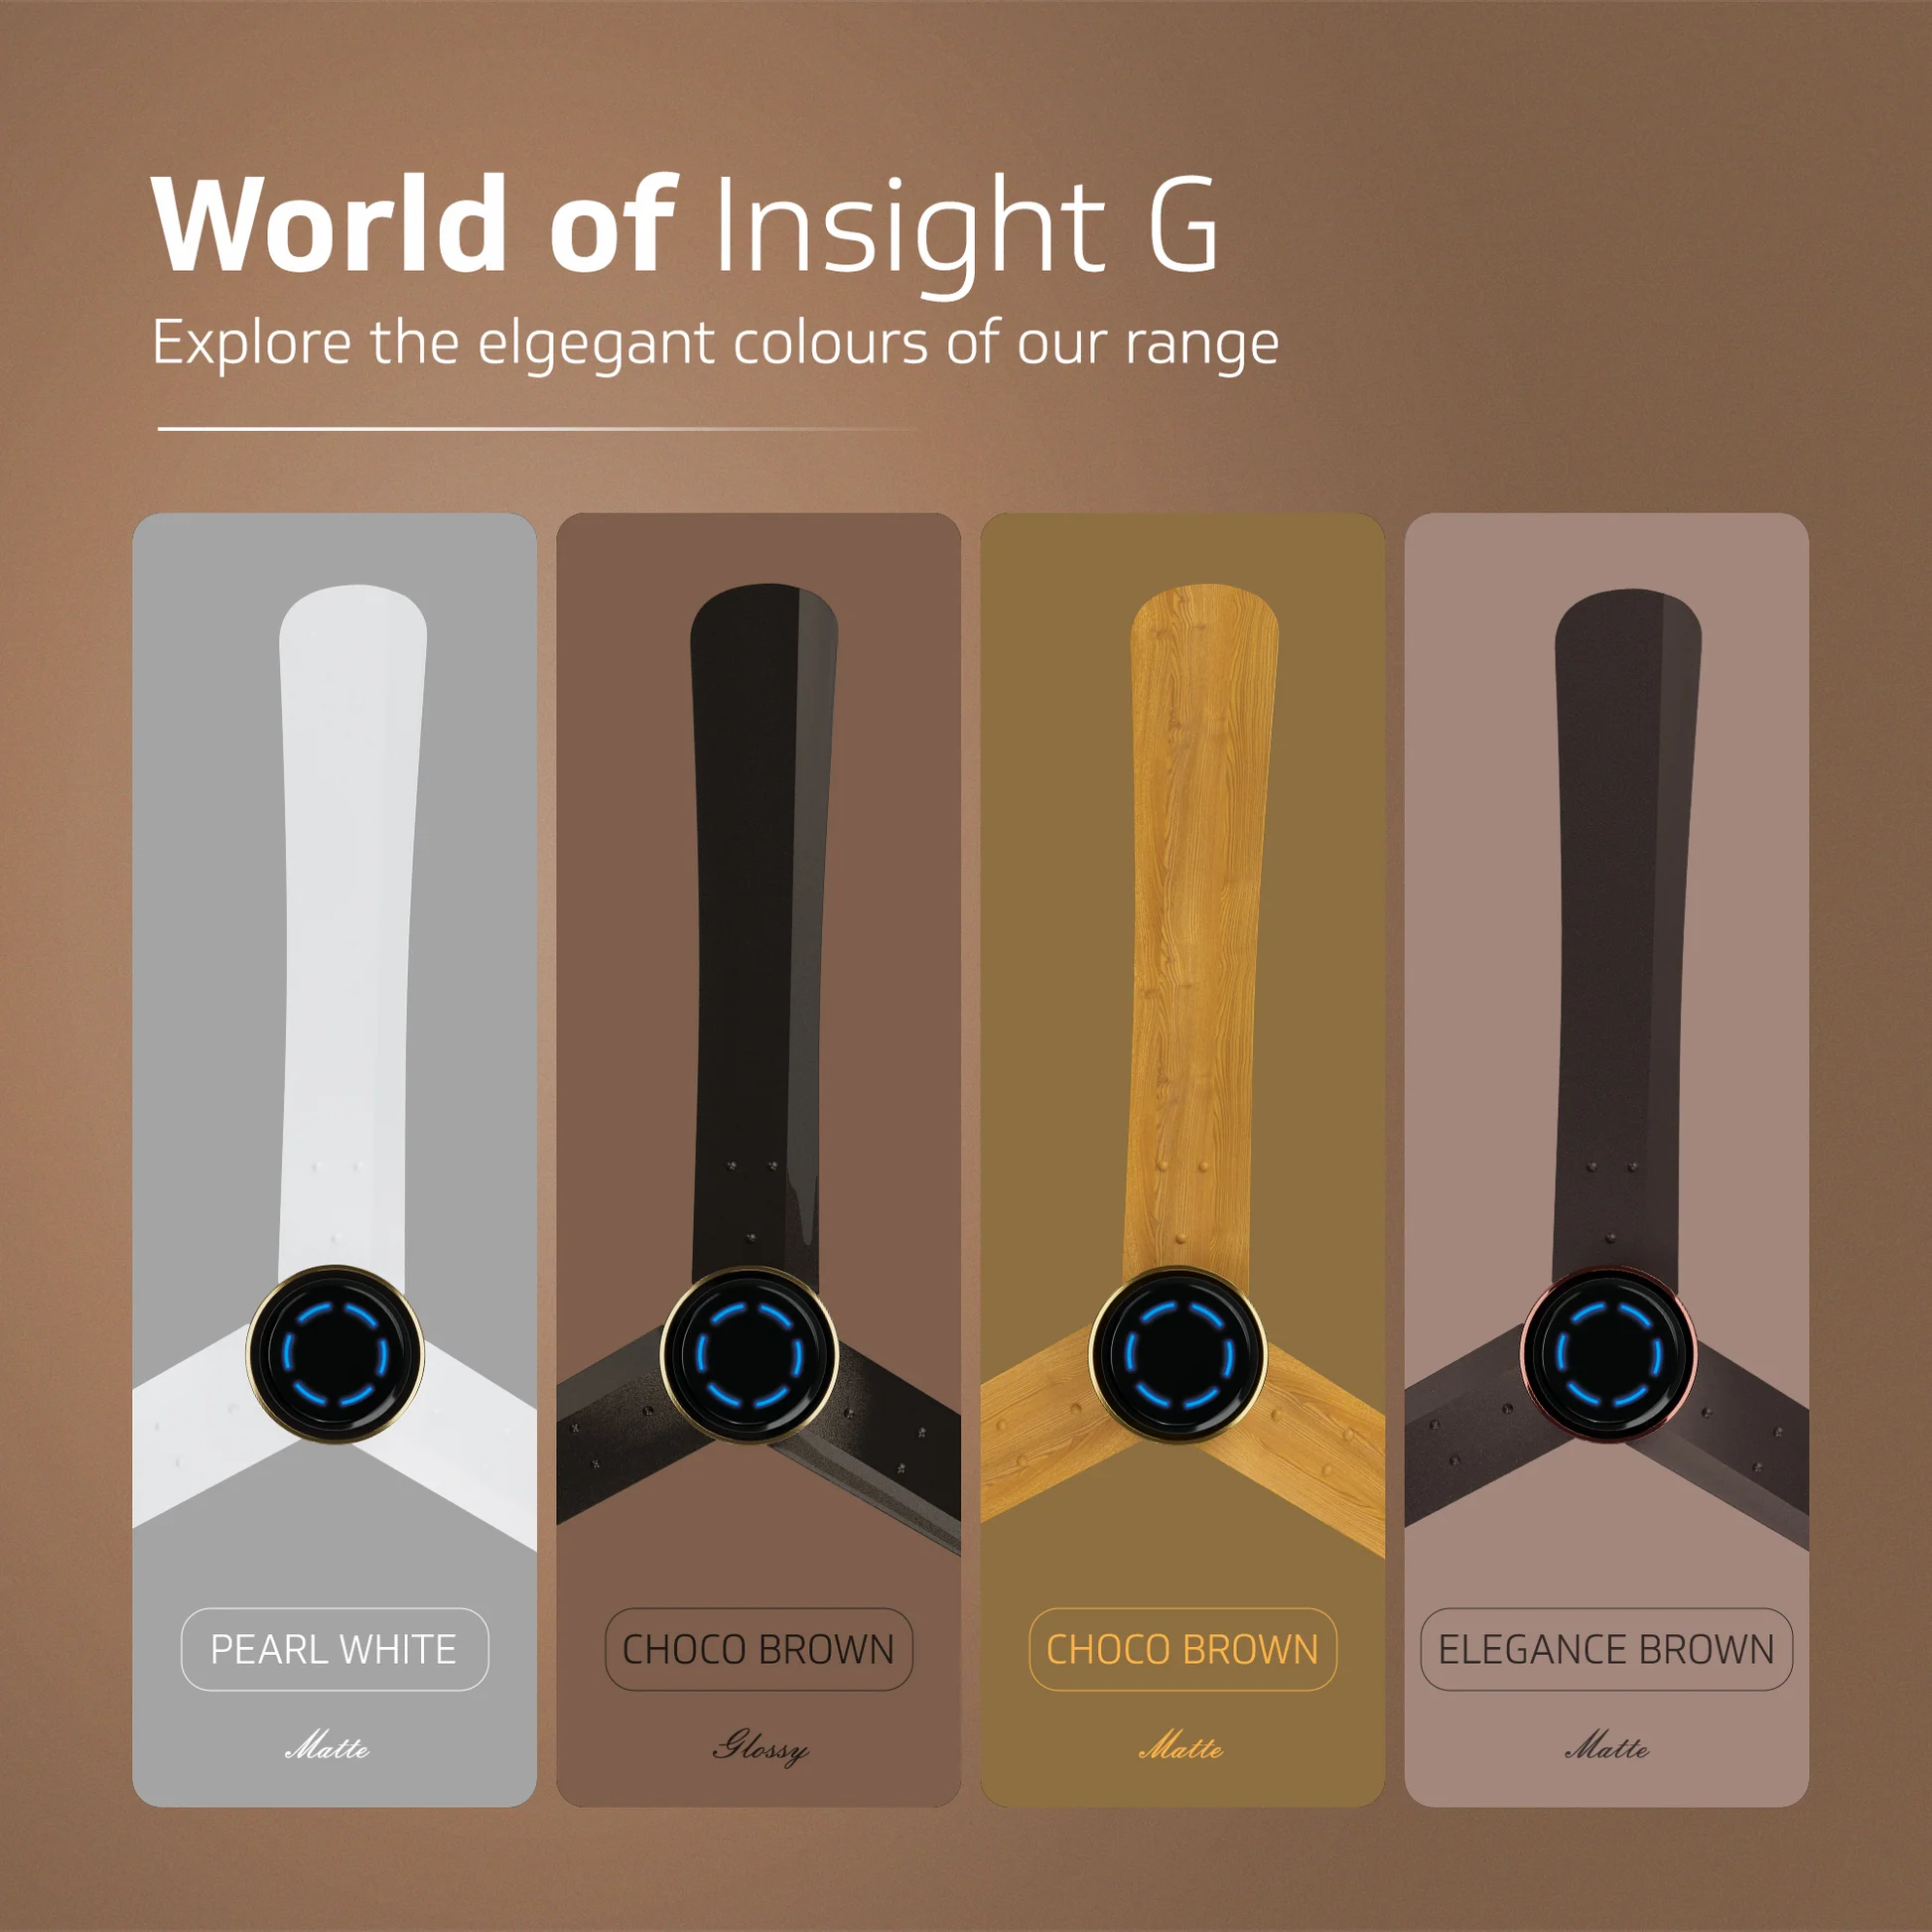 World of Insight G
Explore the elgegant colours of our range
PEARL WHITE
Matte
CHOCO BROWN
Glossy
CHOCO BROWN
Matte
ELEGANCE BROWN
Matte